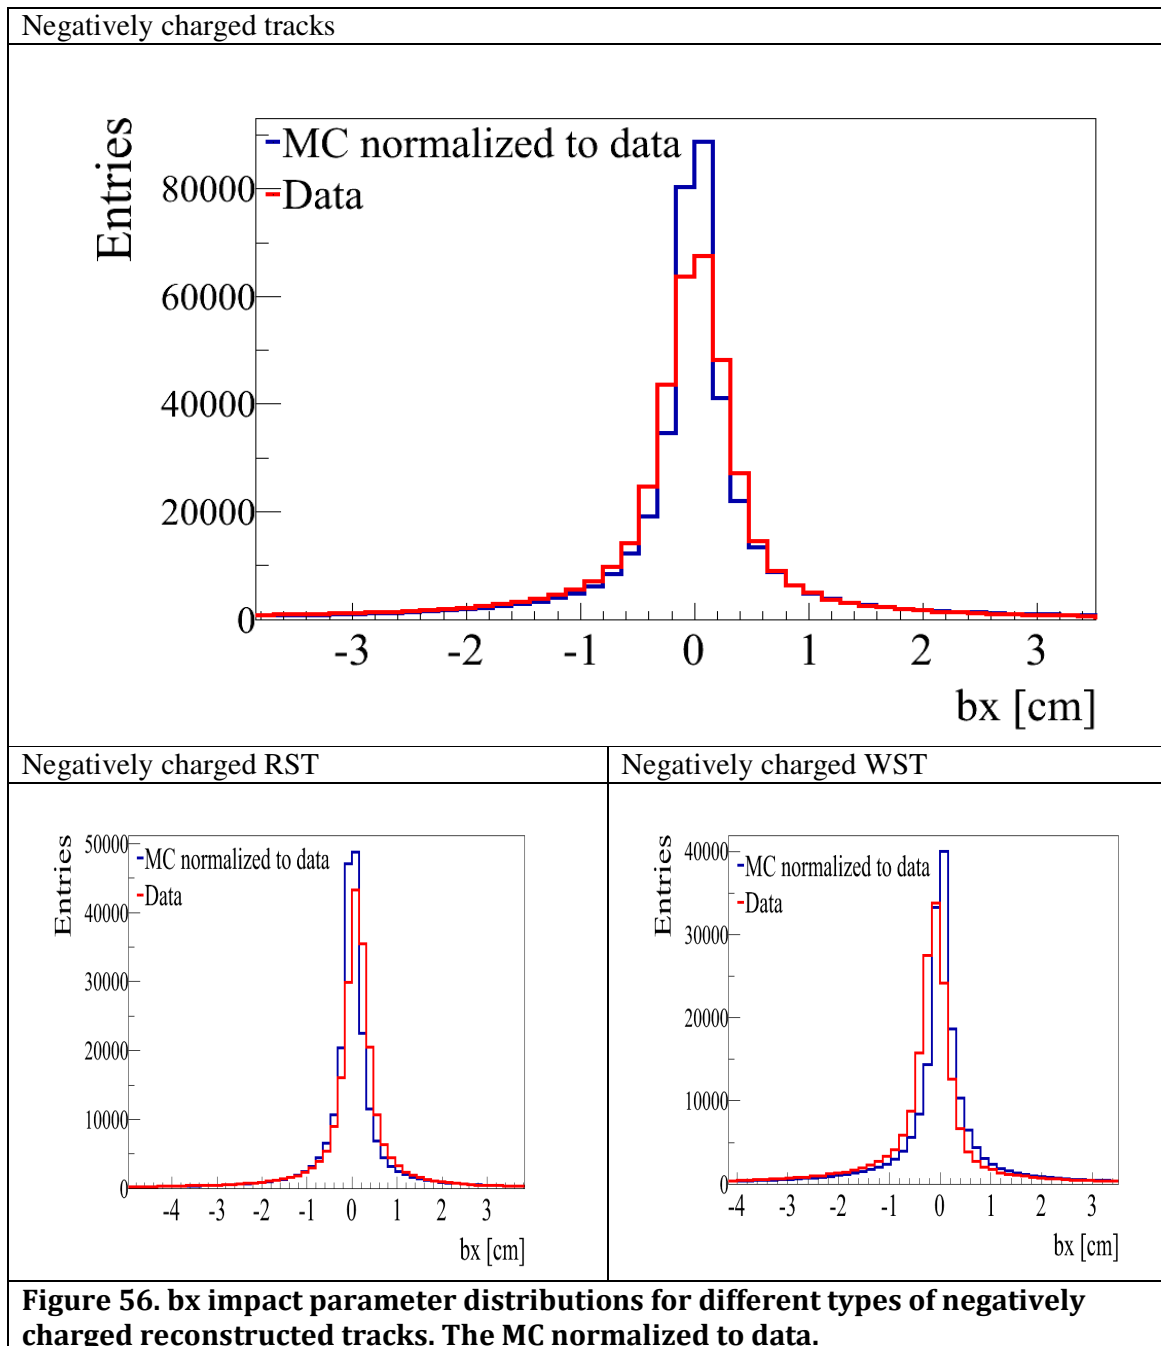 Negatively charged tracks
Entries
MC normalized to data
Data
80000
60000
40000
20000
0
-3 -2 -1 0 1 2 3
bx [cm]
Negatively charged RST
Entries
50000
MC normalized to data
Data
40000
30000
20000
10000
0
-4 -3 -2 -1 0 1 2 3
bx [cm]
Negatively charged WST
Entries
40000
MC normalized to data
Data
30000
20000
10000
0
-4 -3 -2 -1 0 1 2 3
bx [cm]
Figure 56. bx impact parameter distributions for different types of negatively
charged reconstructed tracks. The MC normalized to data.